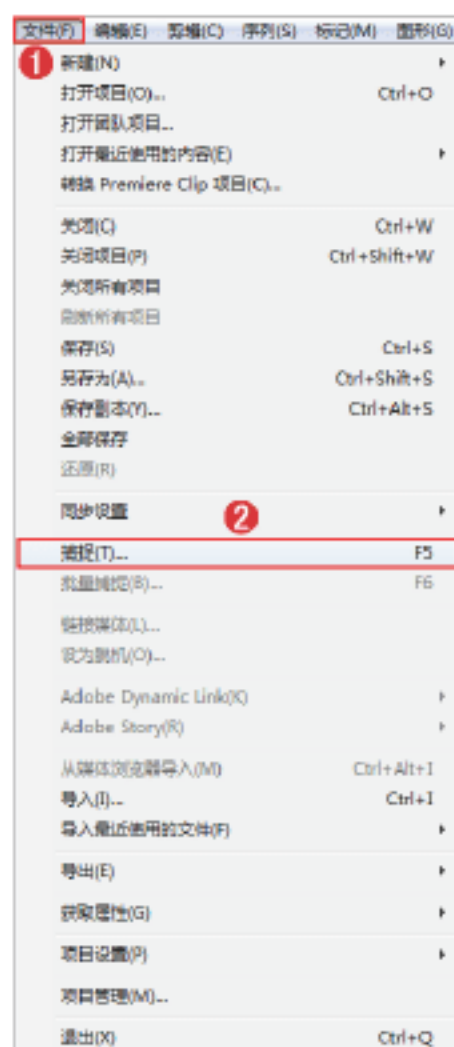 文件(F) 编辑(E) 剪辑(C) 序列(S) 标记(M) 图形(G)
1 新建(N)
打开项目(O)... Ctrl+O
打开团队项目...
打开最近使用的内容(E)
转换 Premiere Clip 项目(C)...
关闭(C) Ctrl+W
关闭项目(P) Ctrl+Shift+W
关闭所有项目
刷新所有项目
保存(S) Ctrl+S
另存为(A)... Ctrl+Shift+S
保存副本(Y)... Ctrl+Alt+S
全部保存
还原(R)
同步设置 2
捕捉(T)... F5
批量捕捉(B)... F6
链接媒体(L)...
设为脱机(O)...
Adobe Dynamic Link(K)
Adobe Story(R)
从媒体浏览器导入(M) Ctrl+Alt+I
导入(I)... Ctrl+I
导入最近使用的文件(F)
导出(E)
获取属性(G)
项目设置(P)
项目管理(M)...
退出(X) Ctrl+Q